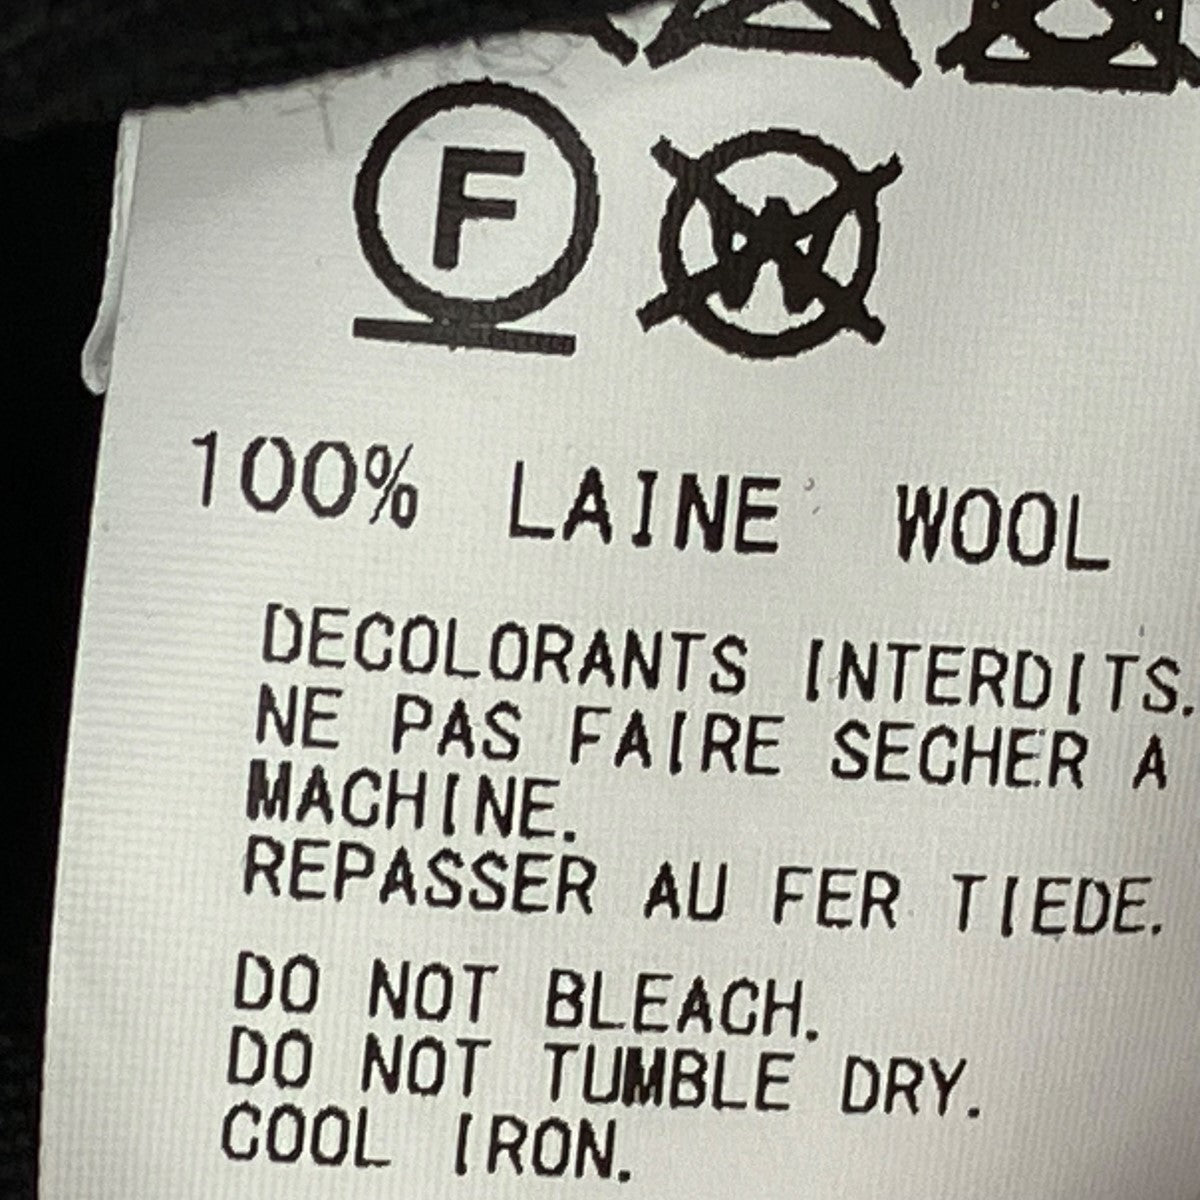 F W
100% LAINE WOOL
DECOLORANTS INTERDITS.
NE PAS FAIRE SECHER A
MACHINE.
REPASSER AU FER TIEDE.
DO NOT BLEACH.
DO NOT TUMBLE DRY.
COOL IRON.